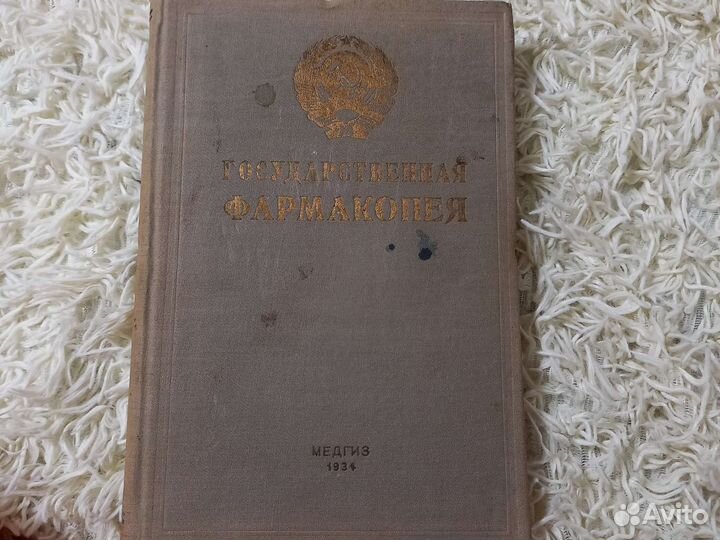 ГОСУДАРСТВЕННАЯ
ФАРМАКОПЕЯ
МЕДГИЗ
1934
Avito